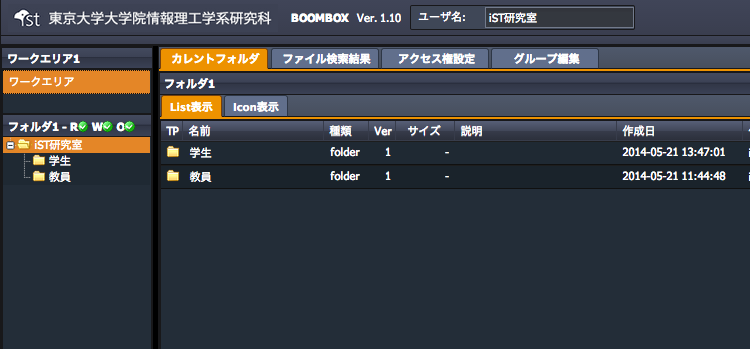 ist 東京大学大学院情報理工学系研究科 BOOMBOX Ver. 1.10 ユーザ名: iST研究室
ワークエリア1
ワークエリア
フォルダ1 - R W O
iST研究室
学生
教員
カレントフォルダ ファイル検索結果 アクセス権設定 グループ編集
フォルダ1
List表示 Icon表示
TP 名前 種類 Ver サイズ 説明 作成日
学生 folder 1 - 2014-05-21 13:47:01
教員 folder 1 - 2014-05-21 11:44:48